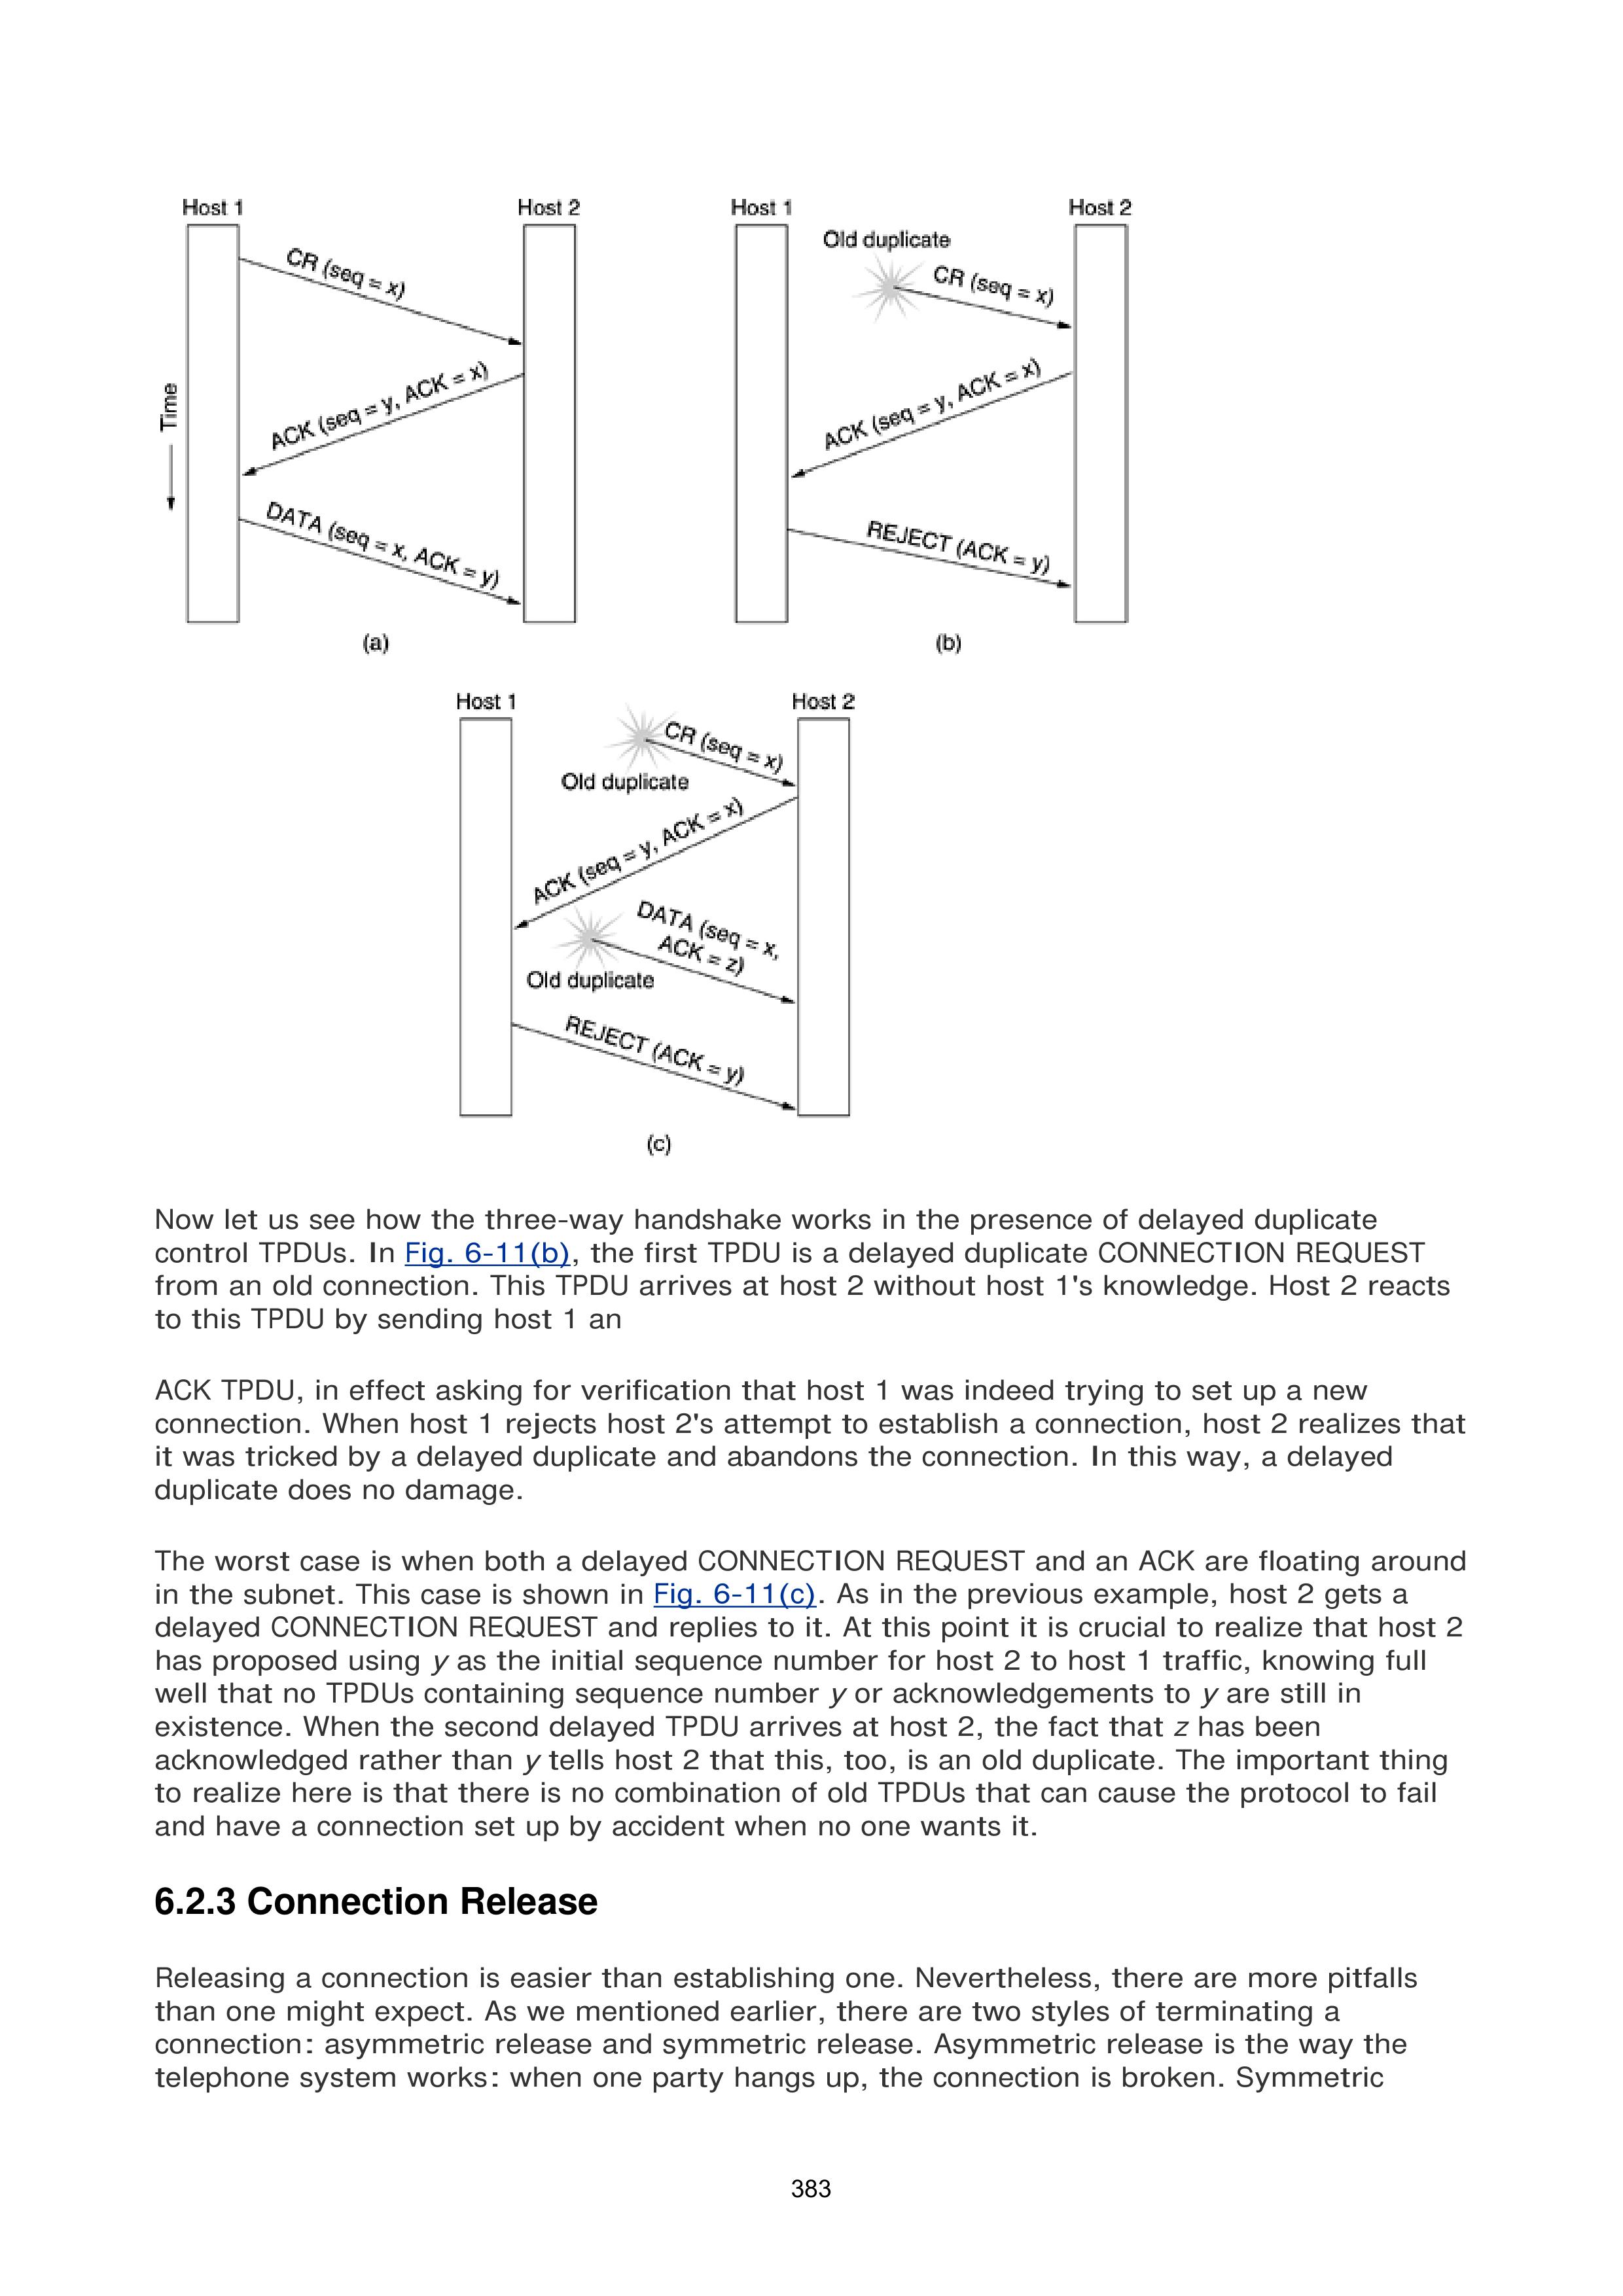 Host 1
Host 2
CR (seq = x)
ACK (seq = y, ACK = x)
DATA (seq = x, ACK = y)
Time
(a)
Host 1
Host 2
Old duplicate
CR (seq = x)
ACK (seq = y, ACK = x)
REJECT (ACK = y)
(b)
Host 1
Host 2
CR (seq = x)
Old duplicate
ACK (seq = y, ACK = x)
DATA (seq = x,
ACK = z)
Old duplicate
REJECT (ACK = y)
(c)
Now let us see how the three-way handshake works in the presence of delayed duplicate
control TPDUs. In Fig. 6-11(b), the first TPDU is a delayed duplicate CONNECTION REQUEST
from an old connection. This TPDU arrives at host 2 without host 1's knowledge. Host 2 reacts
to this TPDU by sending host 1 an
ACK TPDU, in effect asking for verification that host 1 was indeed trying to set up a new
connection. When host 1 rejects host 2's attempt to establish a connection, host 2 realizes that
it was tricked by a delayed duplicate and abandons the connection. In this way, a delayed
duplicate does no damage.
The worst case is when both a delayed CONNECTION REQUEST and an ACK are floating around
in the subnet. This case is shown in Fig. 6-11(c). As in the previous example, host 2 gets a
delayed CONNECTION REQUEST and replies to it. At this point it is crucial to realize that host 2
has proposed using y as the initial sequence number for host 2 to host 1 traffic, knowing full
well that no TPDUs containing sequence number y or acknowledgements to y are still in
existence. When the second delayed TPDU arrives at host 2, the fact that z has been
acknowledged rather than y tells host 2 that this, too, is an old duplicate. The important thing
to realize here is that there is no combination of old TPDUs that can cause the protocol to fail
and have a connection set up by accident when no one wants it.
6.2.3 Connection Release
Releasing a connection is easier than establishing one. Nevertheless, there are more pitfalls
than one might expect. As we mentioned earlier, there are two styles of terminating a
connection: asymmetric release and symmetric release. Asymmetric release is the way the
telephone system works: when one party hangs up, the connection is broken. Symmetric
383